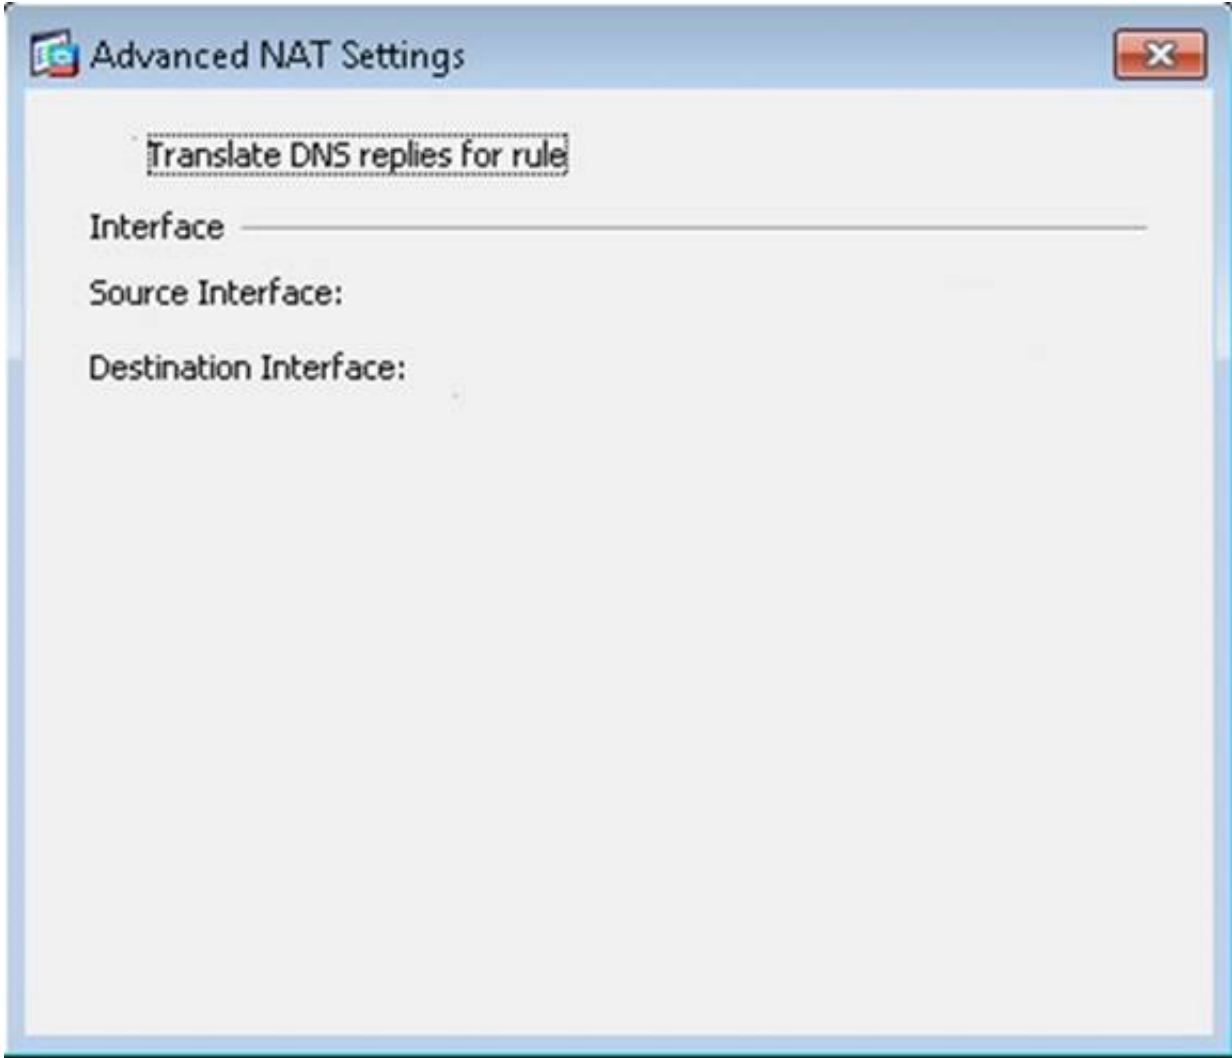 Advanced NAT Settings
Translate DNS replies for rule
Interface
Source Interface:
Destination Interface: